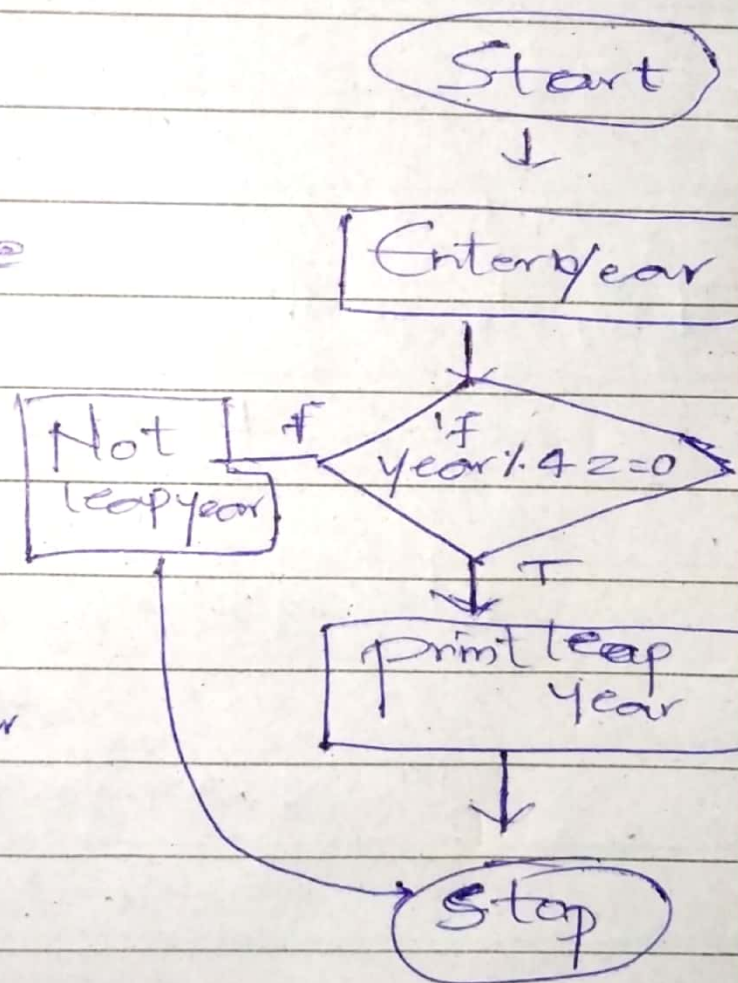 Start
Enter year
F
if
year % 4 == 0
Not
leap year
T
print leap
year
Stop